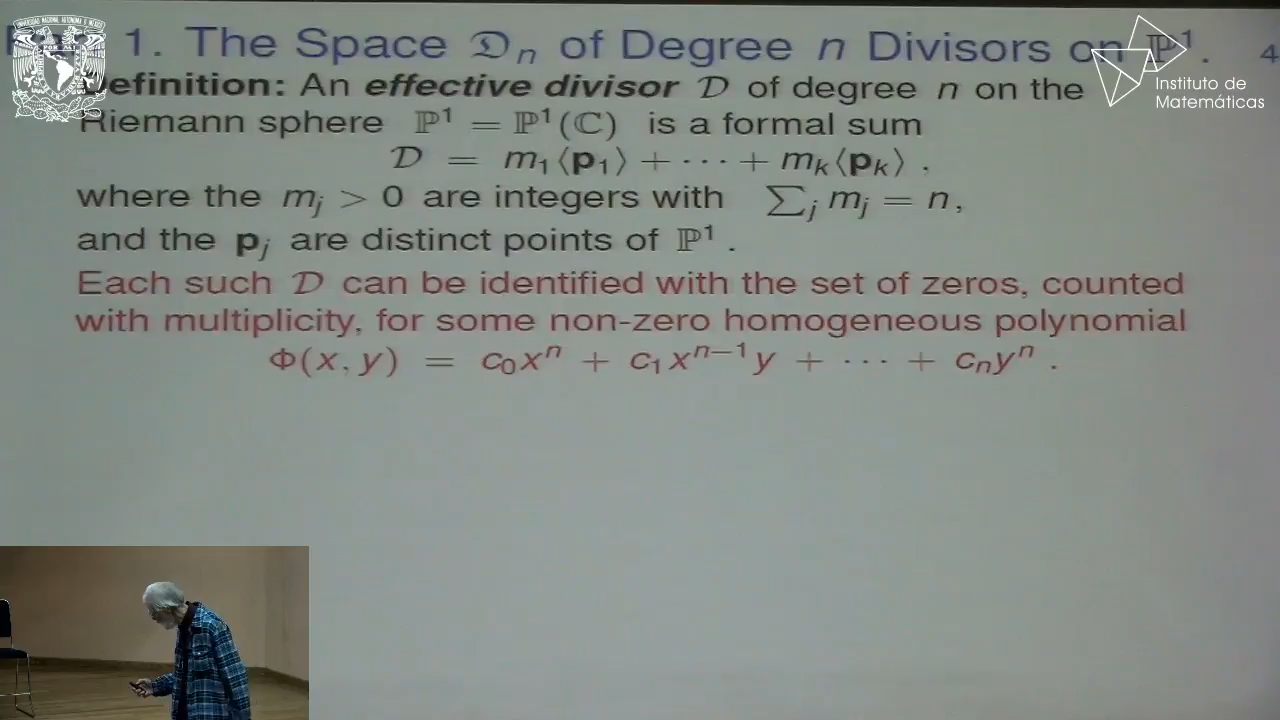 1. The Space 𝔇ₙ of Degree n Divisors on ℙ¹. 4
Instituto de
Matemáticas
Definition: An effective divisor 𝒟 of degree n on the
Riemann sphere ℙ¹ = ℙ¹(ℂ) is a formal sum
𝒟 = m₁⟨p₁⟩ + ··· + mₖ⟨pₖ⟩ .
where the mⱼ > 0 are integers with ∑ⱼ mⱼ = n,
and the pⱼ are distinct points of ℙ¹ .
Each such 𝒟 can be identified with the set of zeros, counted
with multiplicity, for some non-zero homogeneous polynomial
Φ(x, y) = c₀xⁿ + c₁xⁿ⁻¹y + ··· + cₙyⁿ .